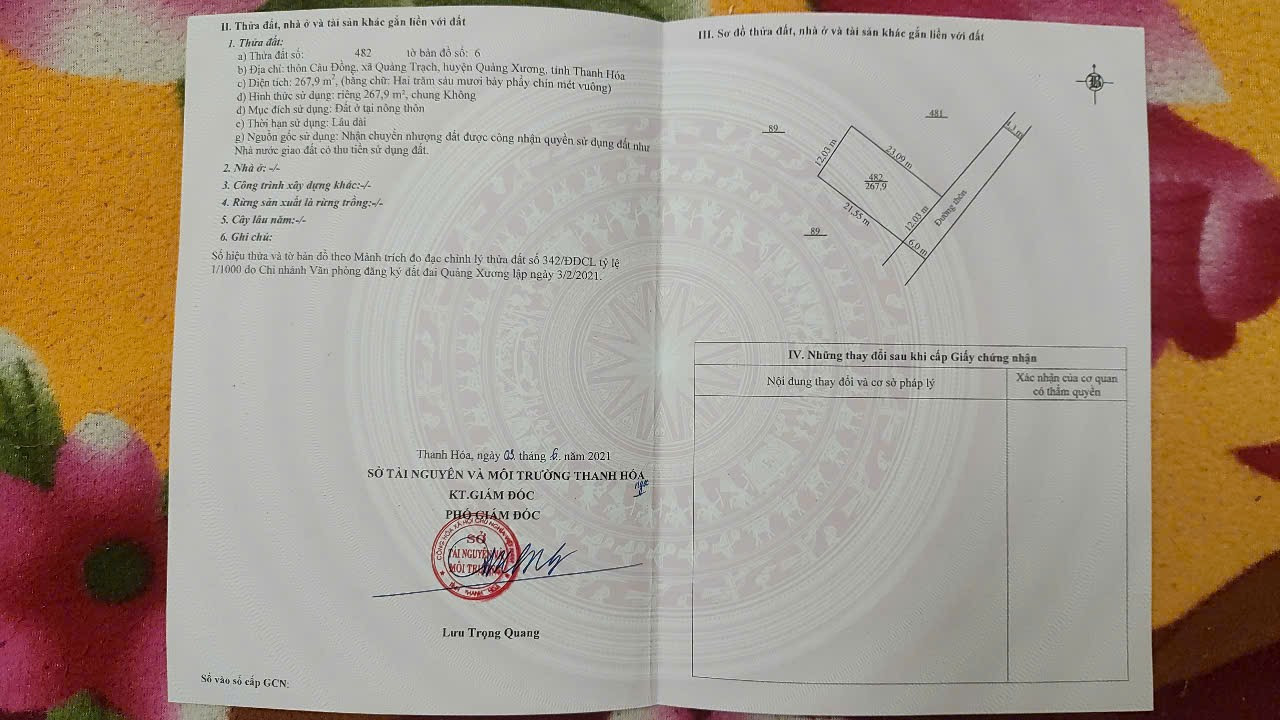 II. Thửa đất, nhà ở và tài sản khác gắn liền với đất
1. Thửa đất:
a) Thửa đất số: 482 tờ bản đồ số: 6
b) Địa chỉ: thôn Câu Đồng, xã Quảng Trạch, huyện Quảng Xương, tỉnh Thanh Hóa
c) Diện tích: 267,9 m², (bằng chữ: Hai trăm sáu mươi bảy phẩy chín mét vuông)
d) Hình thức sử dụng: riêng 267,9 m², chung Không
đ) Mục đích sử dụng: Đất ở tại nông thôn
e) Thời hạn sử dụng: Lâu dài
g) Nguồn gốc sử dụng: Nhận chuyển nhượng đất được công nhận quyền sử dụng đất như
Nhà nước giao đất có thu tiền sử dụng đất.
2. Nhà ở: -/-
3. Công trình xây dựng khác:-/-
4. Rừng sản xuất là rừng trồng:-/-
5. Cây lâu năm:-/-
6. Ghi chú:
Số hiệu thửa và tờ bản đồ theo Mảnh trích đo đạc chỉnh lý thửa đất số 342/ĐĐCL tỷ lệ
1/1000 do Chi nhánh Văn phòng đăng ký đất đai Quảng Xương lập ngày 3/2/2021.
Thanh Hóa, ngày 03 tháng 6. năm 2021
SỞ TÀI NGUYÊN VÀ MÔI TRƯỜNG THANH HÓA
KT.GIÁM ĐỐC
PHÓ GIÁM ĐỐC
SỞ
TÀI NGUYÊN VÀ
MÔI TRƯỜNG
Lưu Trọng Quang
Số vào sổ cấp GCN:
III. Sơ đồ thửa đất, nhà ở và tài sản khác gắn liền với đất
B
89
481
4,1 m
12,03 m
23,09 m
482
267,9
21,55 m
12,03 m
Đường thôn
89
6,0 m
IV. Những thay đổi sau khi cấp Giấy chứng nhận
Nội dung thay đổi và cơ sở pháp lý
Xác nhận của cơ quan
có thẩm quyền